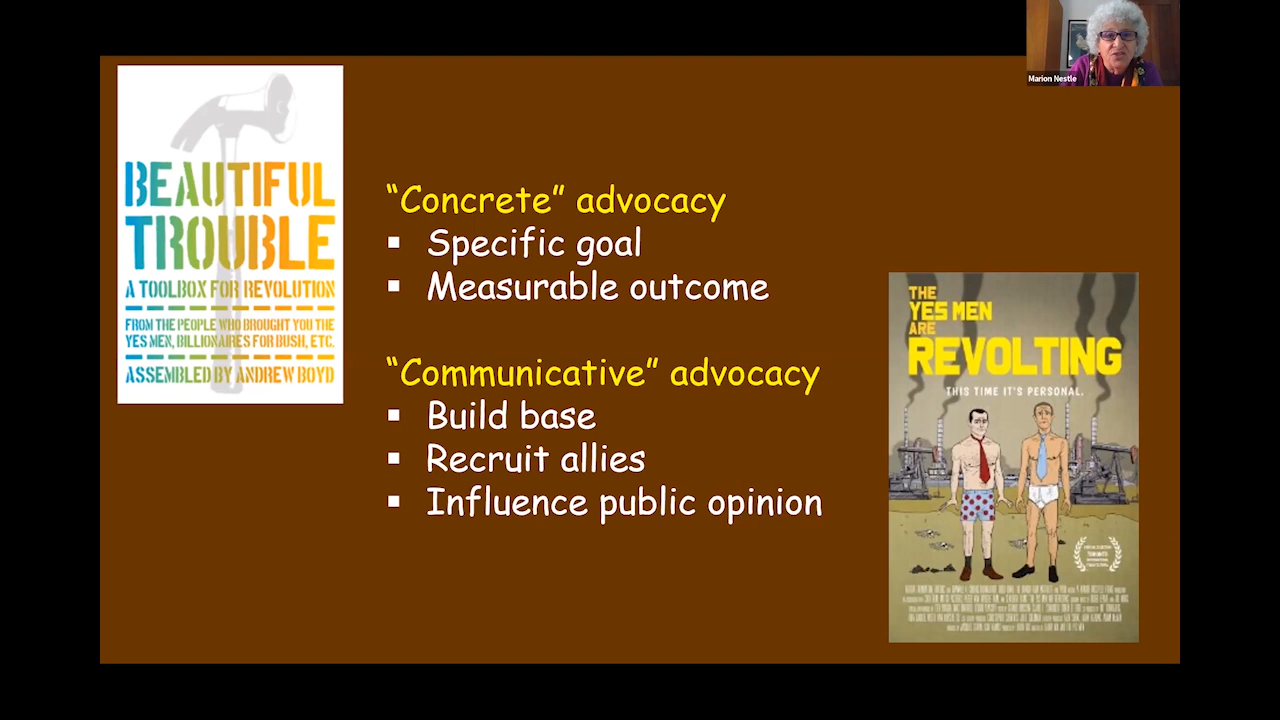 Marion Nestle
BEAUTIFUL
TROUBLE
A TOOLBOX FOR REVOLUTION
FROM THE PEOPLE WHO BROUGHT YOU THE
YES MEN, BILLIONAIRES FOR BUSH, ETC.
ASSEMBLED BY ANDREW BOYD
“Concrete” advocacy
▪ Specific goal
▪ Measurable outcome
“Communicative” advocacy
▪ Build base
▪ Recruit allies
▪ Influence public opinion
THE
YES MEN
ARE
REVOLTING
THIS TIME IT'S PERSONAL.